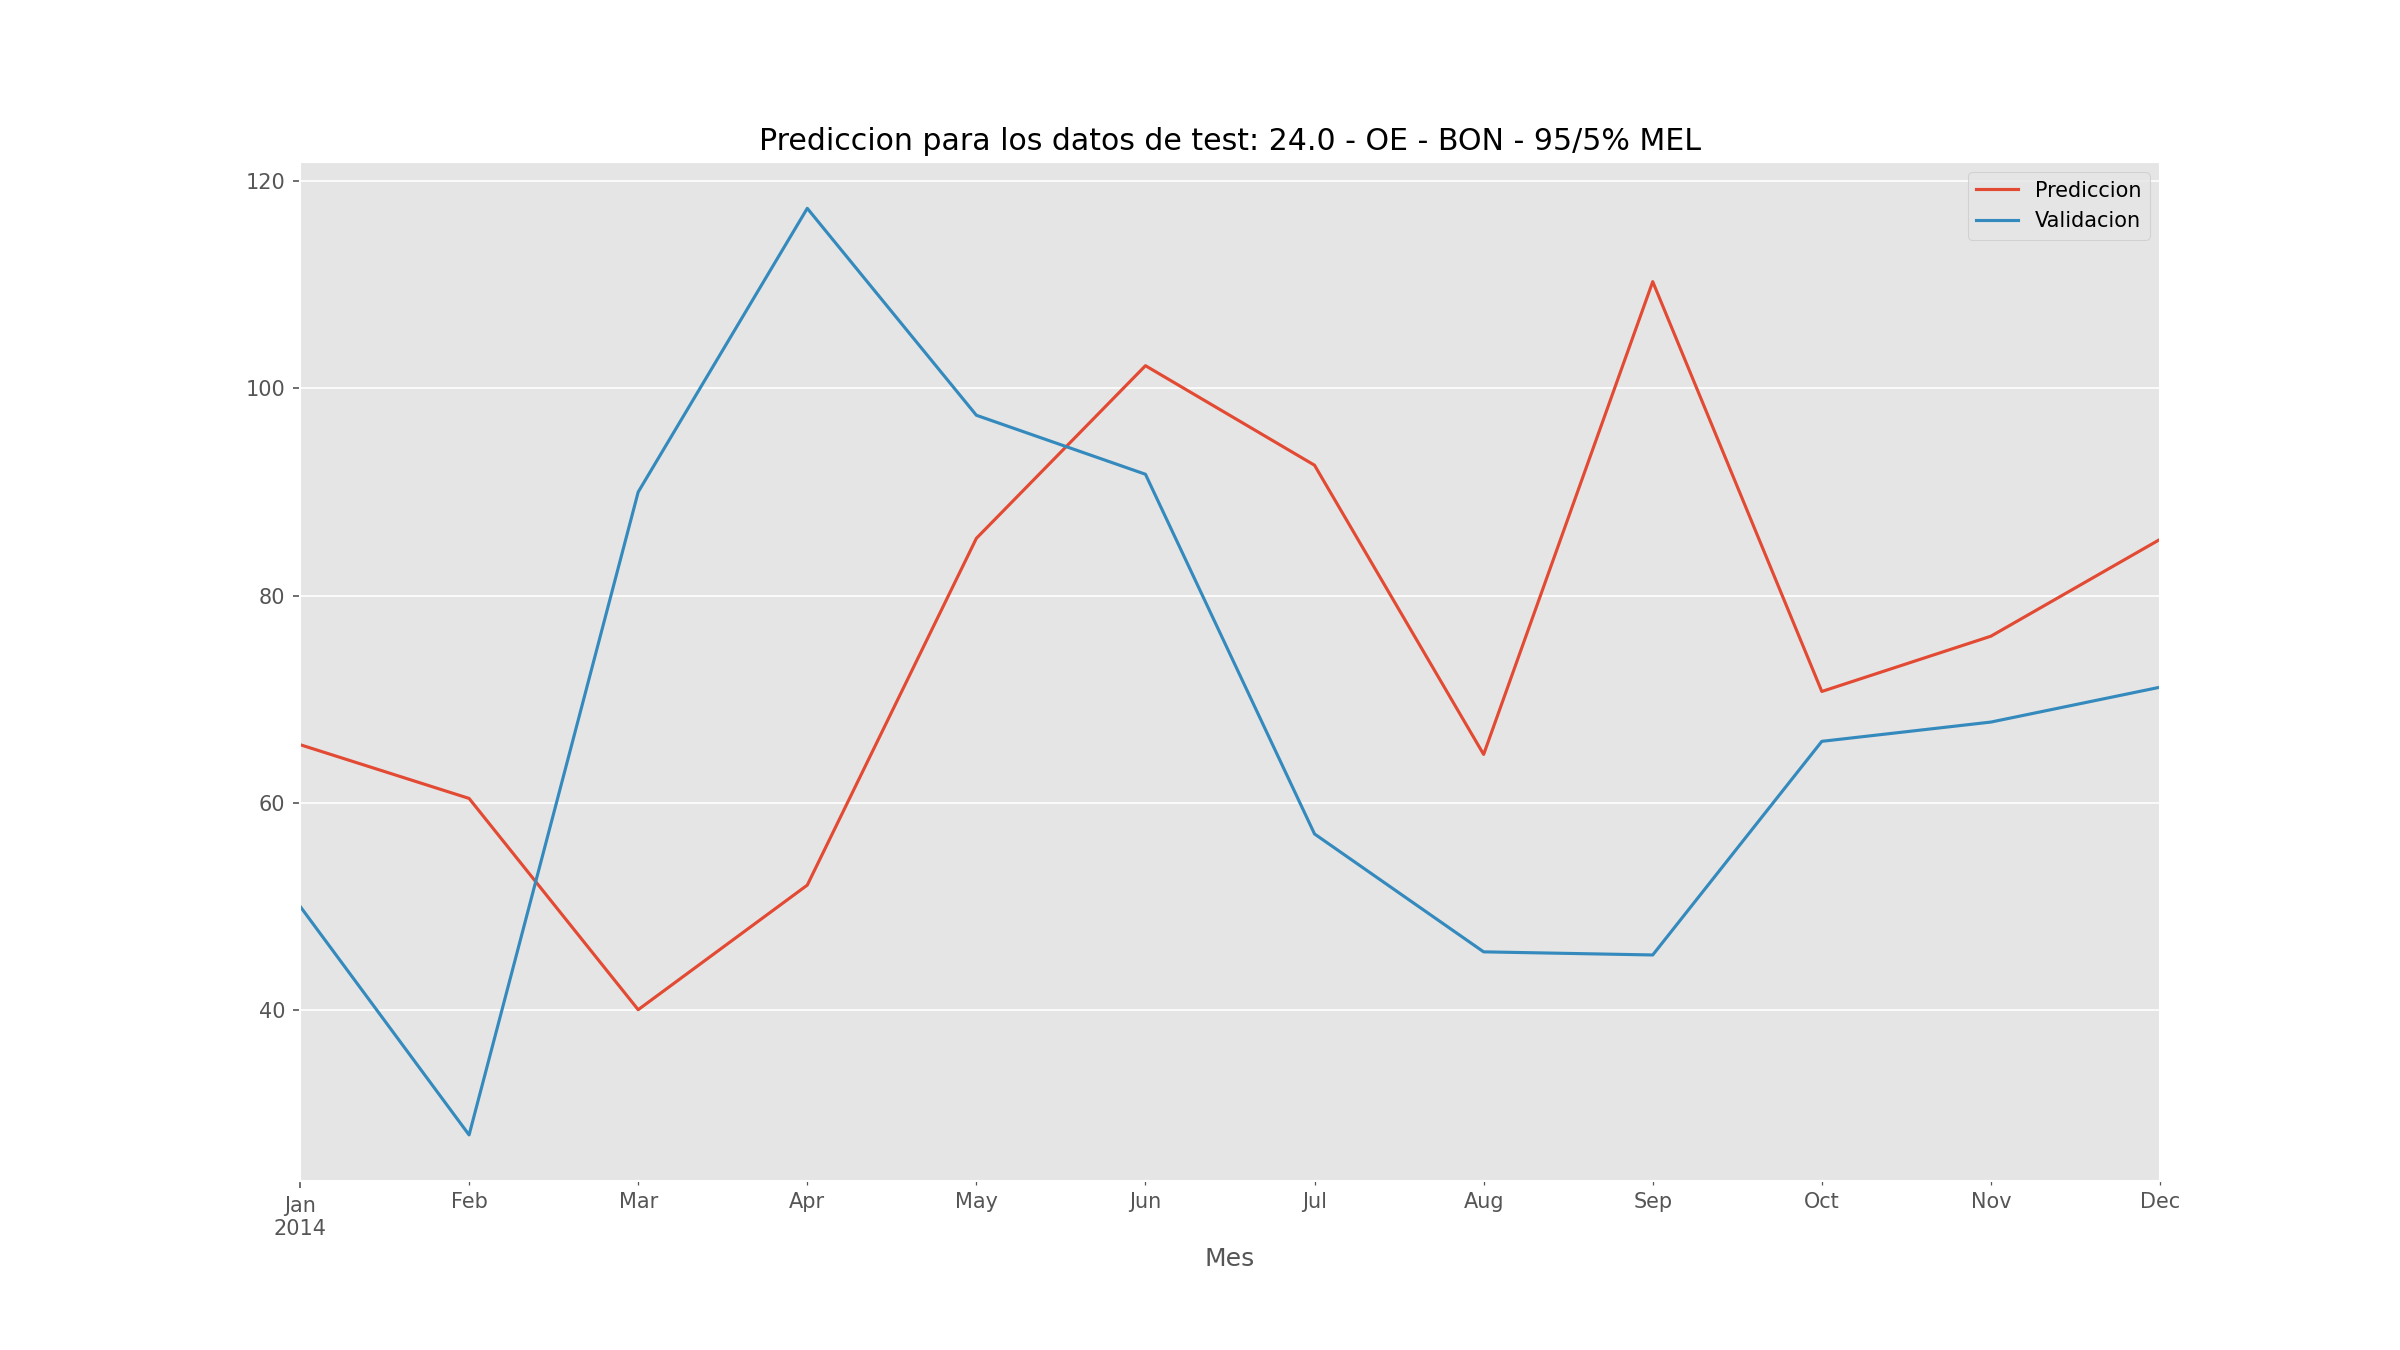 Prediccion para los datos de test: 24.0 - OE - BON - 95/5% MEL
Prediccion
Validacion
120
100
80
60
40
Jan Feb Mar Apr May Jun Jul Aug Sep Oct Nov Dec
2014
Mes